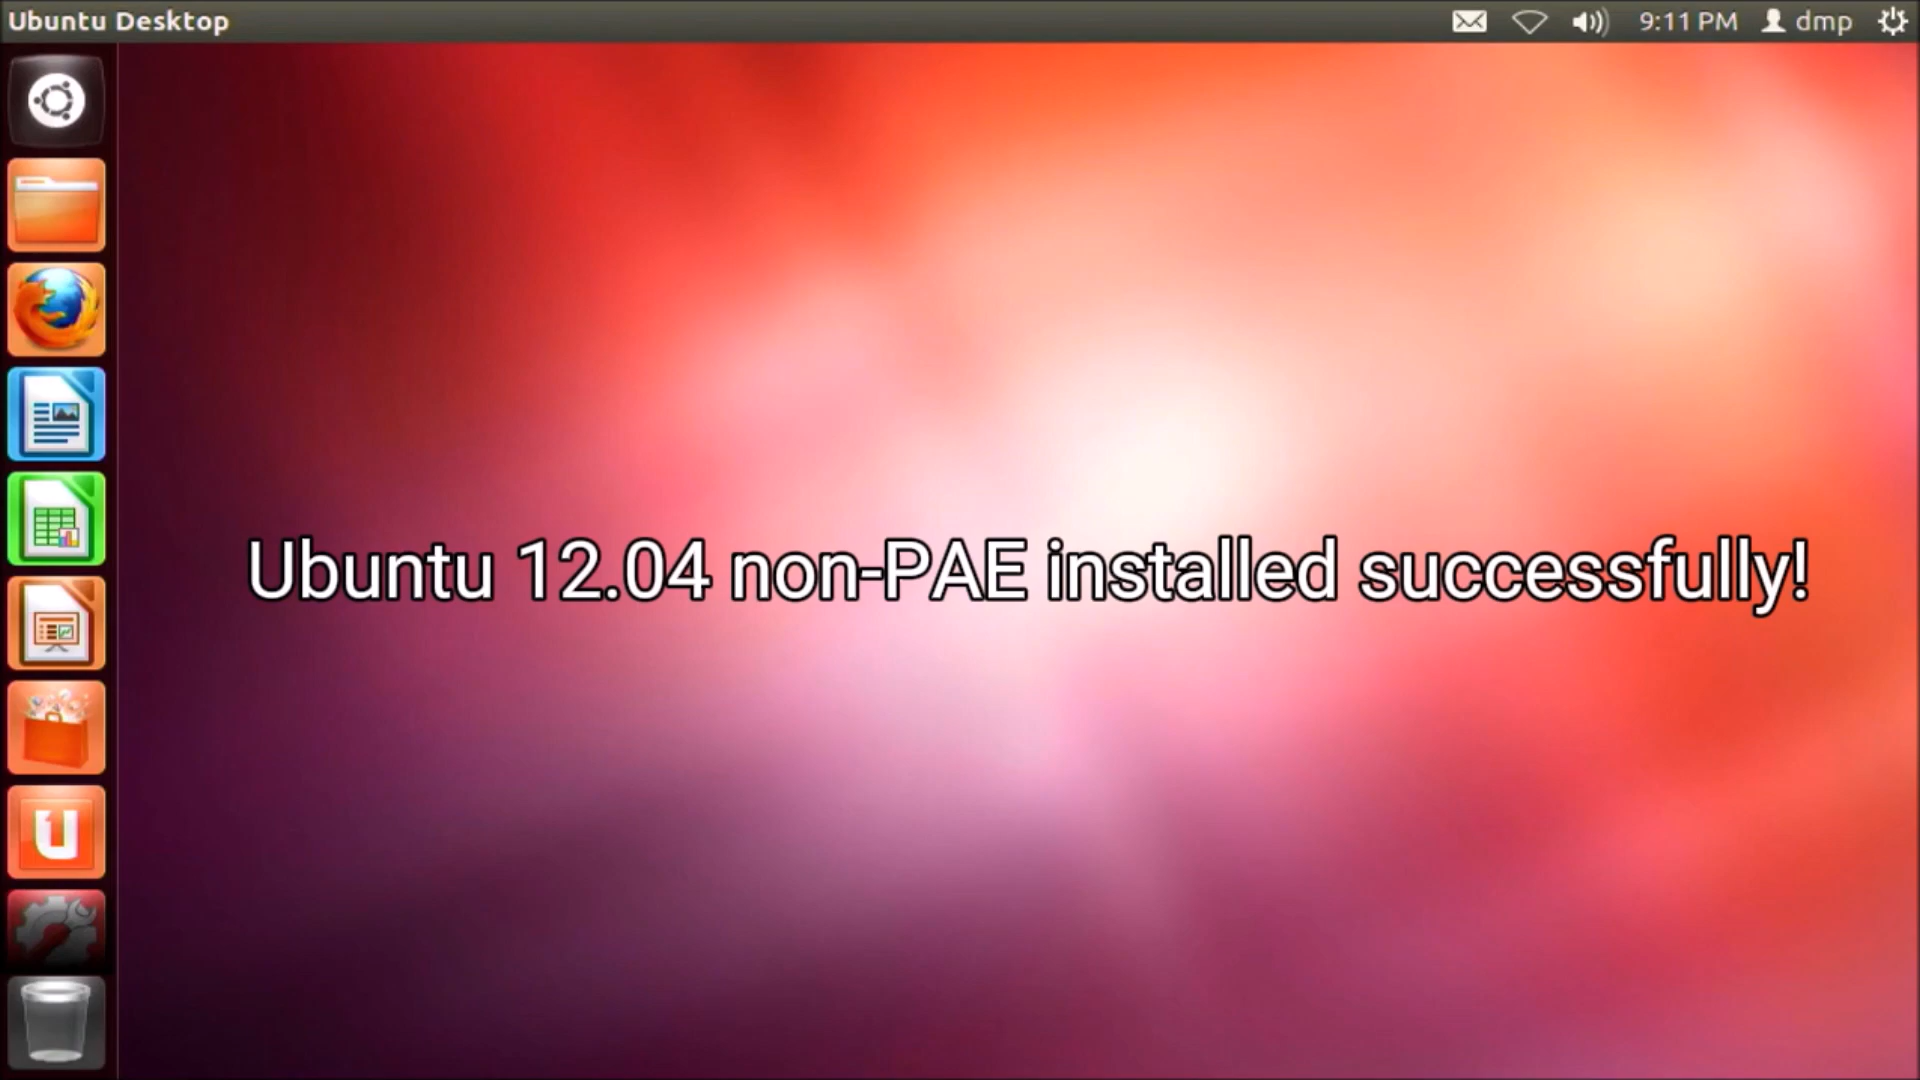 Ubuntu Desktop
9:11 PM dmp
Ubuntu 12.04 non-PAE installed successfully!